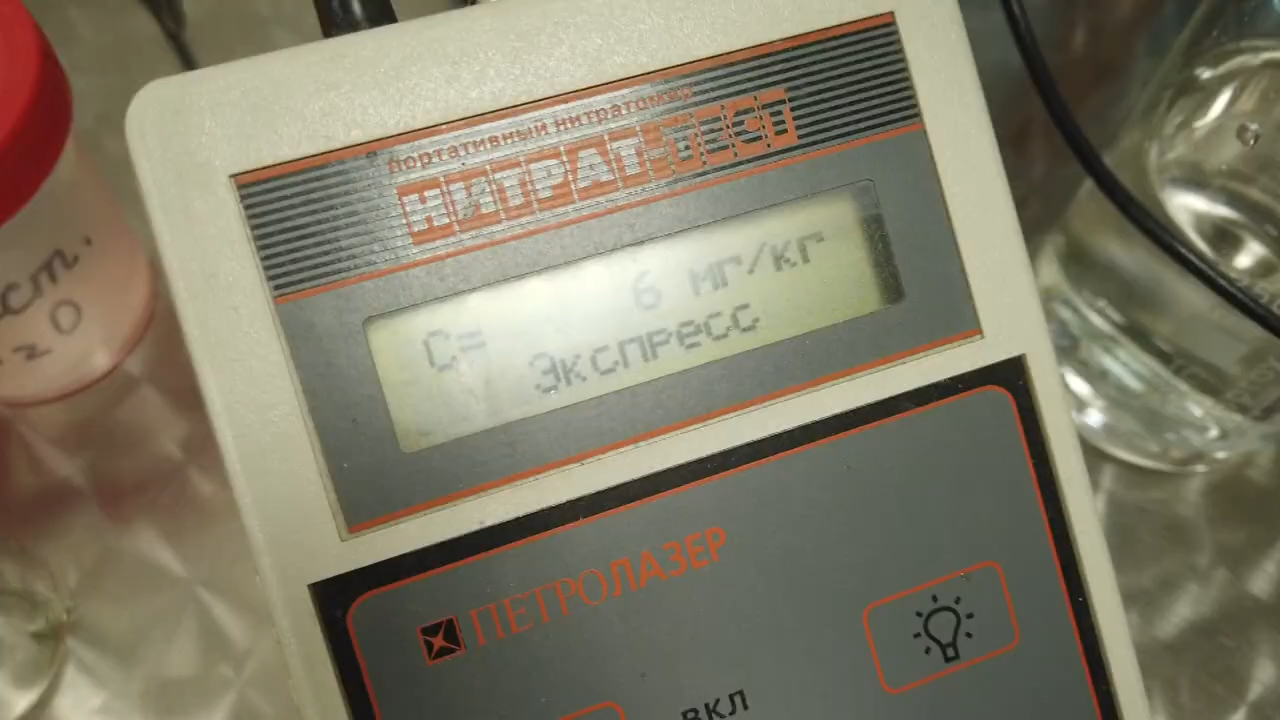 портативный нитратомер
НИТРАТ-ТЕСТ
С= 6 мг/кг
Экспресс
ПЕТРОЛАЗЕР
ВКЛ